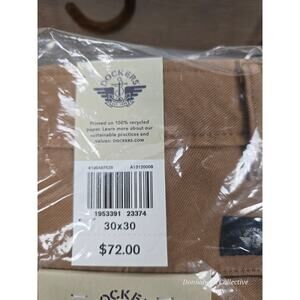 DOCKERS
Printed on 100% recycled
paper. Learn more about our
sustainable practices and
values: DOCKERS.COM
1953391 23374
30x30
$72.00
DOCKERS